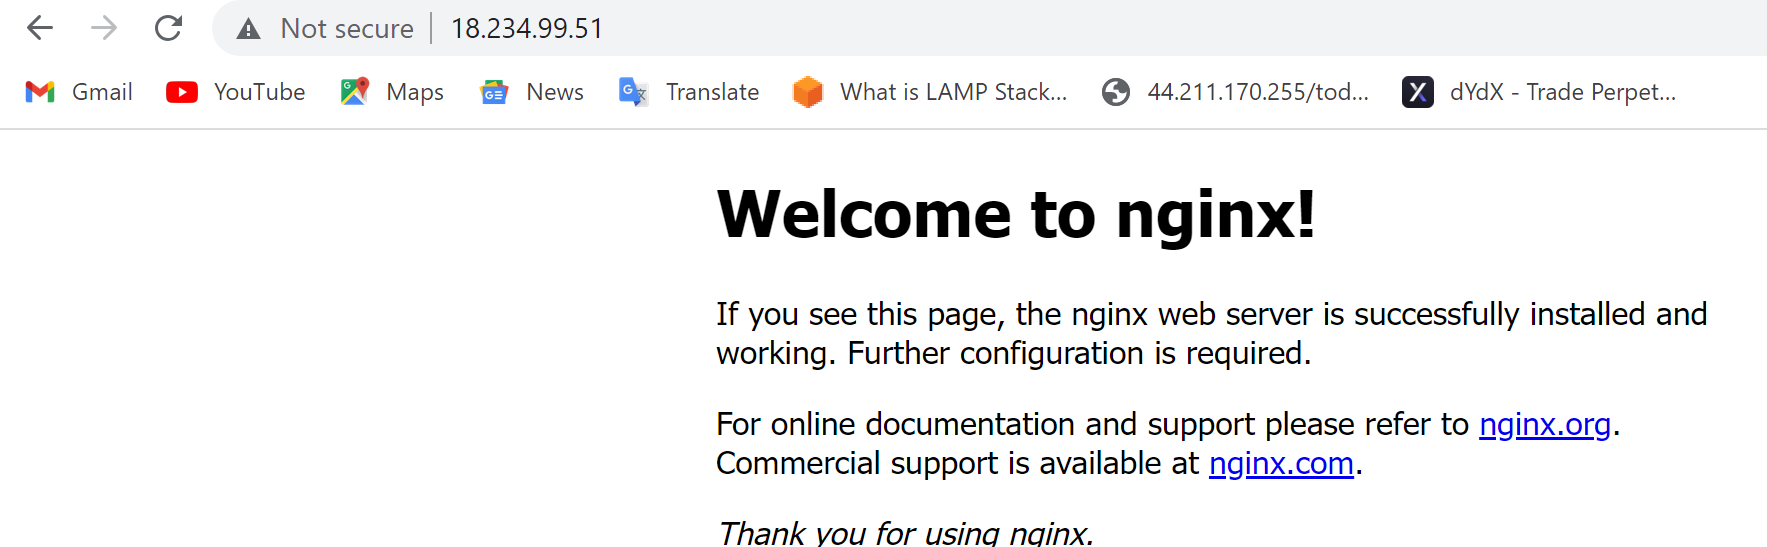 Not secure | 18.234.99.51
Gmail YouTube Maps News Translate What is LAMP Stack... 44.211.170.255/tod... dYdX - Trade Perpet...
Welcome to nginx!
If you see this page, the nginx web server is successfully installed and
working. Further configuration is required.
For online documentation and support please refer to nginx.org.
Commercial support is available at nginx.com.
Thank you for using nginx.